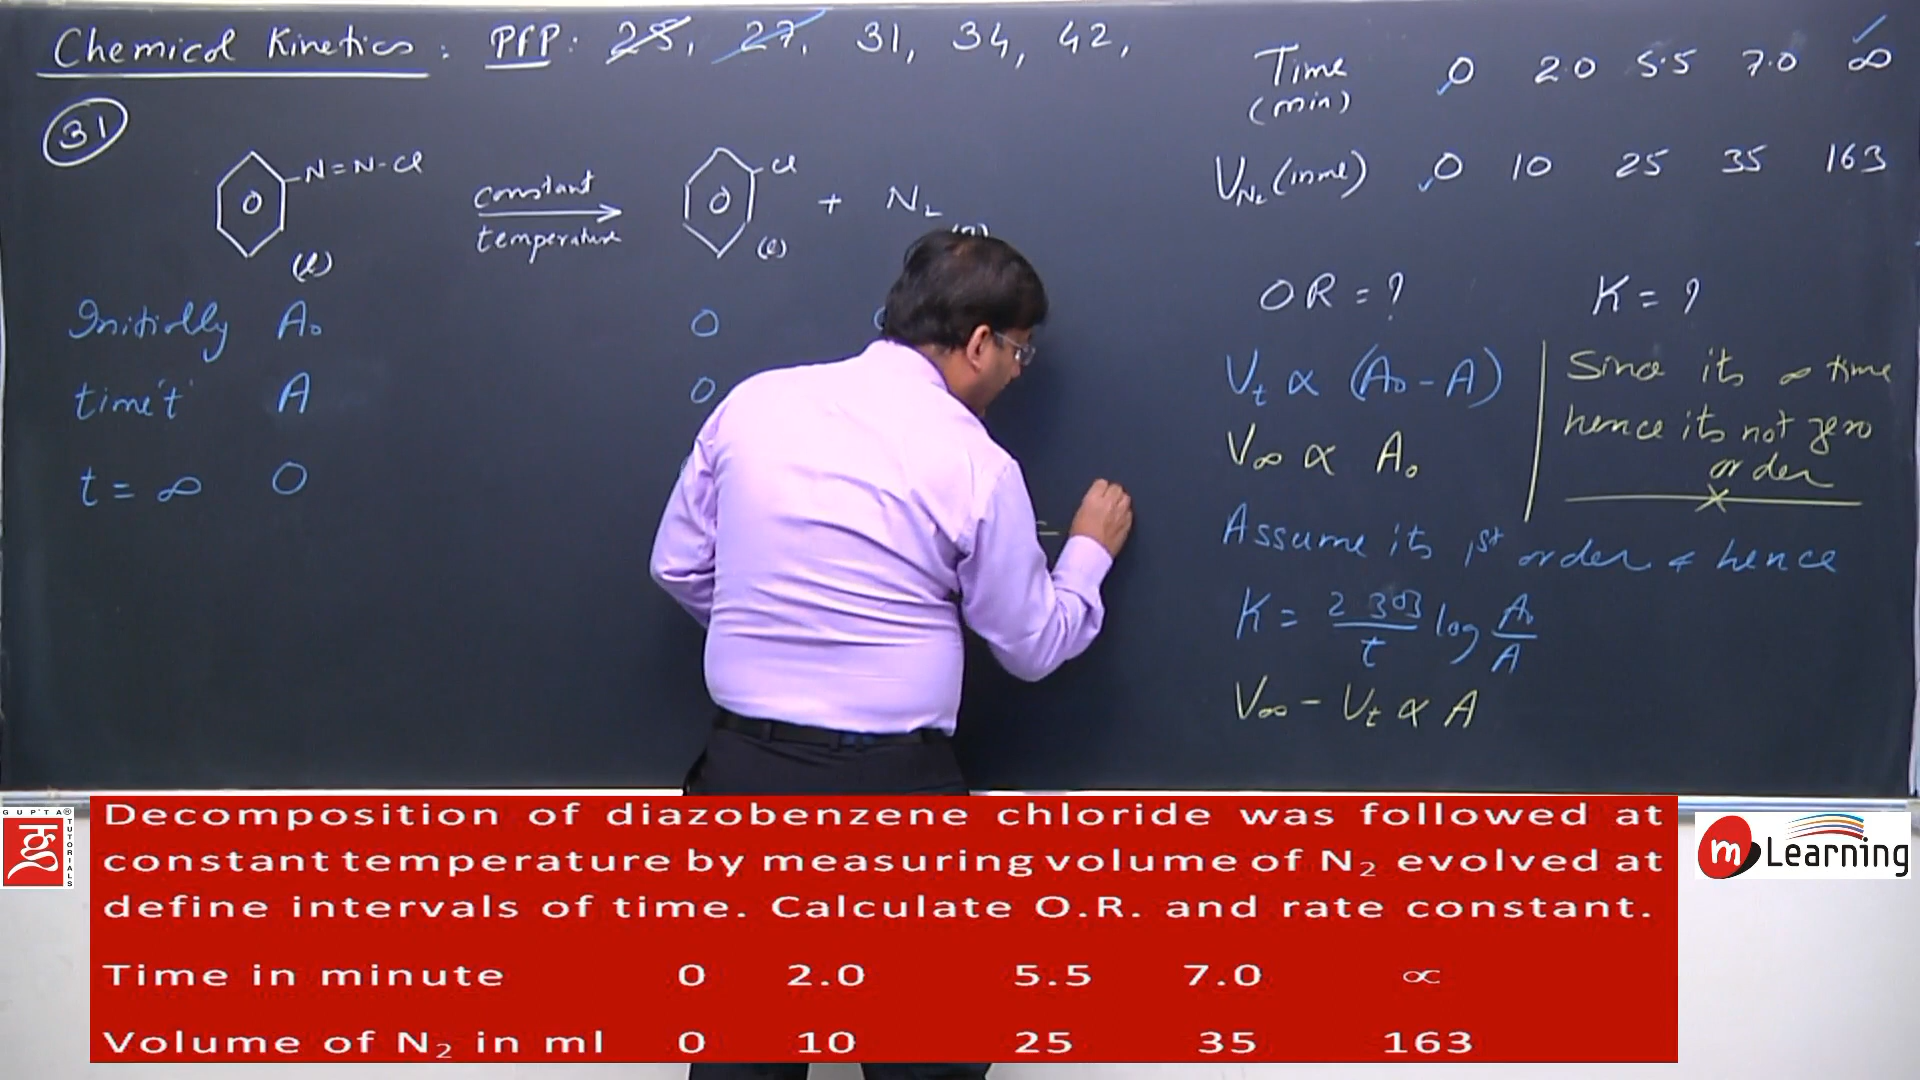 Chemical Kinetics : PFP : 25, 27, 31, 34, 42,
31
N=N-Cl
constant
temperature
Cl
+ N2
(l)
(l)
Initially A0 0
time 't' A 0
t = ∞ 0
=
Time 0 2.0 5.5 7.0 ∞
(min)
VN2 (in ml) 0 10 25 35 163
OR = ? K = ?
Vt ∝ (A0 - A)
V∞ ∝ A0
Since its ∞ time
hence its not zero
order
Assume its 1st order & hence
K = 2.303/t log A0/A
V∞ - Vt ∝ A
GUPTA® TUTORIALS
Decomposition of diazobenzene chloride was followed at
constant temperature by measuring volume of N2 evolved at
define intervals of time. Calculate O.R. and rate constant.
Time in minute 0 2.0 5.5 7.0 ∝
Volume of N2 in ml 0 10 25 35 163
m Learning